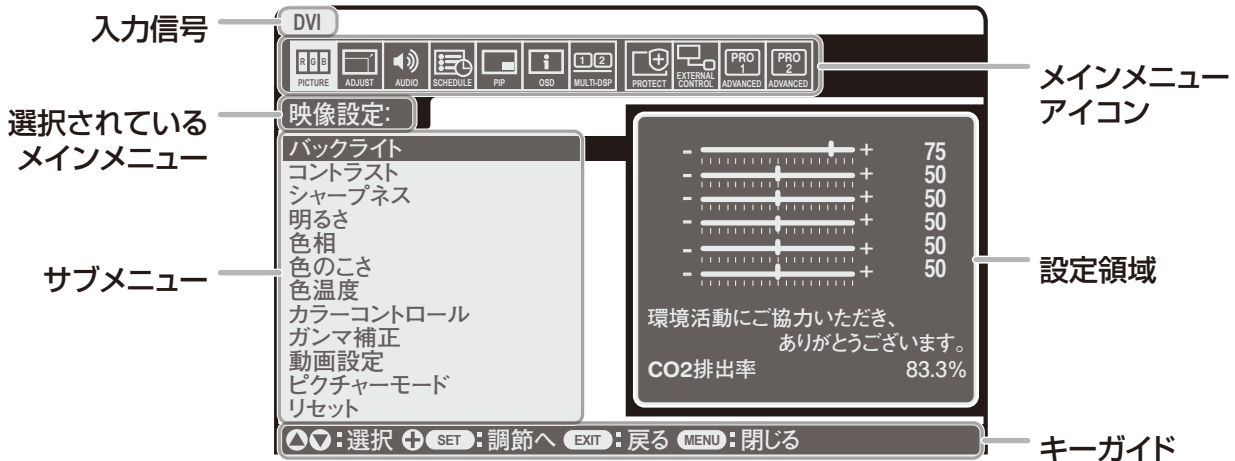 入力信号
DVI
RGB
PICTURE
ADJUST
AUDIO
SCHEDULE
PIP
OSD
1 2
MULTI-DSP
PROTECT
EXTERNAL
CONTROL
PRO
1
ADVANCED
PRO
2
ADVANCED
メインメニュー
アイコン
選択されている
メインメニュー
映像設定:
サブメニュー
バックライト
コントラスト
シャープネス
明るさ
色相
色のこさ
色温度
カラーコントロール
ガンマ補正
動画設定
ピクチャーモード
リセット
- + 75
- + 50
- + 50
- + 50
- + 50
- + 50
環境活動にご協力いただき、
ありがとうございます。
CO2排出率 83.3%
設定領域
:選択 SET:調節へ EXIT:戻る MENU:閉じる
キーガイド